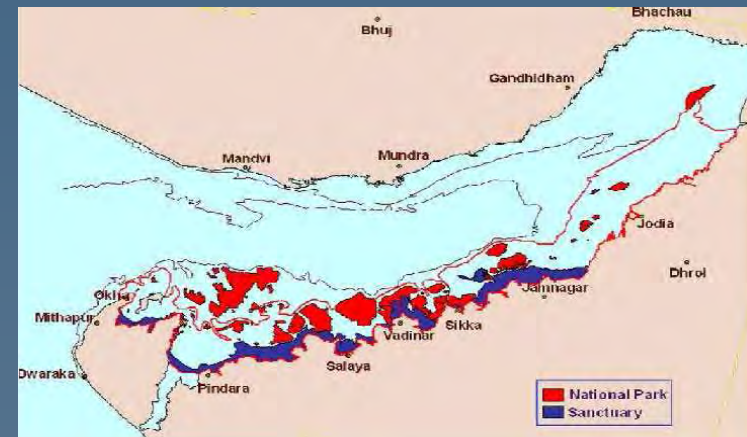 Bhachau
Bhuj
Gandhidham
Mandvi
Mundra
Jodia
Dhrol
Okha
Mithapur
Jamnagar
Sikka
Vadinar
Salaya
Dwaraka
Pindara
National Park
Sanctuary